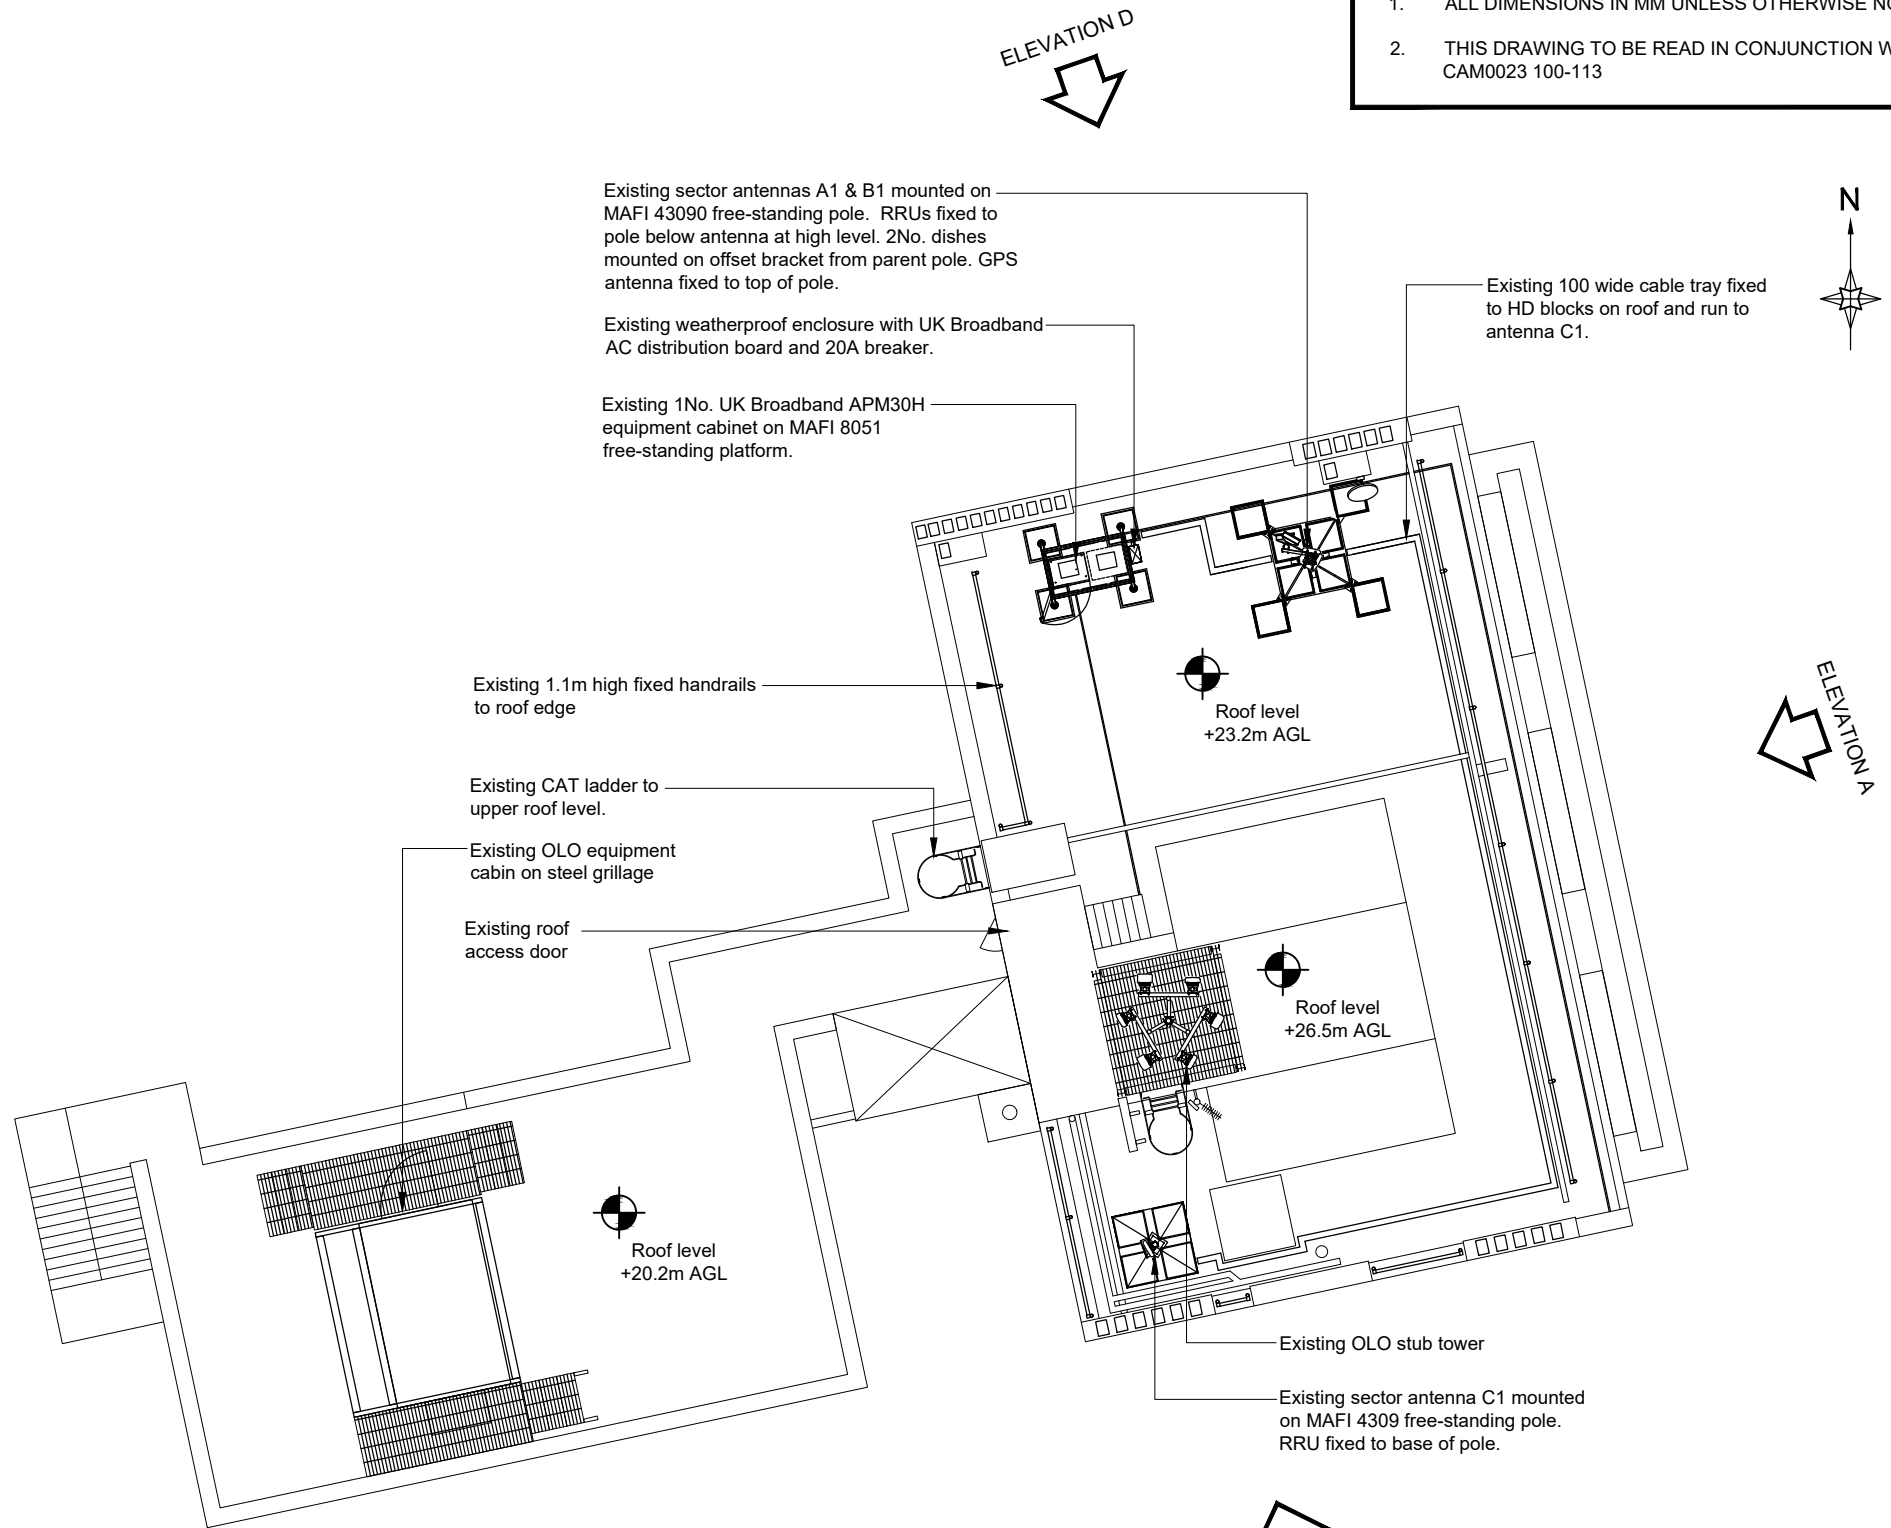 1. ALL DIMENSIONS IN MM UNLESS OTHERWISE
2. THIS DRAWING TO BE READ IN CONJUNCTION
CAM0023 100-113
ELEVATION D
N
Existing sector antennas A1 & B1 mounted on
MAFI 43090 free-standing pole. RRUs fixed to
pole below antenna at high level. 2No. dishes
mounted on offset bracket from parent pole. GPS
antenna fixed to top of pole.
Existing 100 wide cable tray fixed
to HD blocks on roof and run to
antenna C1.
Existing weatherproof enclosure with UK Broadband
AC distribution board and 20A breaker.
Existing 1No. UK Broadband APM30H
equipment cabinet on MAFI 8051
free-standing platform.
Existing 1.1m high fixed handrails
to roof edge
Roof level
+23.2m AGL
ELEVATION A
Existing CAT ladder to
upper roof level.
Existing OLO equipment
cabin on steel grillage
Existing roof
access door
Roof level
+26.5m AGL
Roof level
+20.2m AGL
Existing OLO stub tower
Existing sector antenna C1 mounted
on MAFI 4309 free-standing pole.
RRU fixed to base of pole.